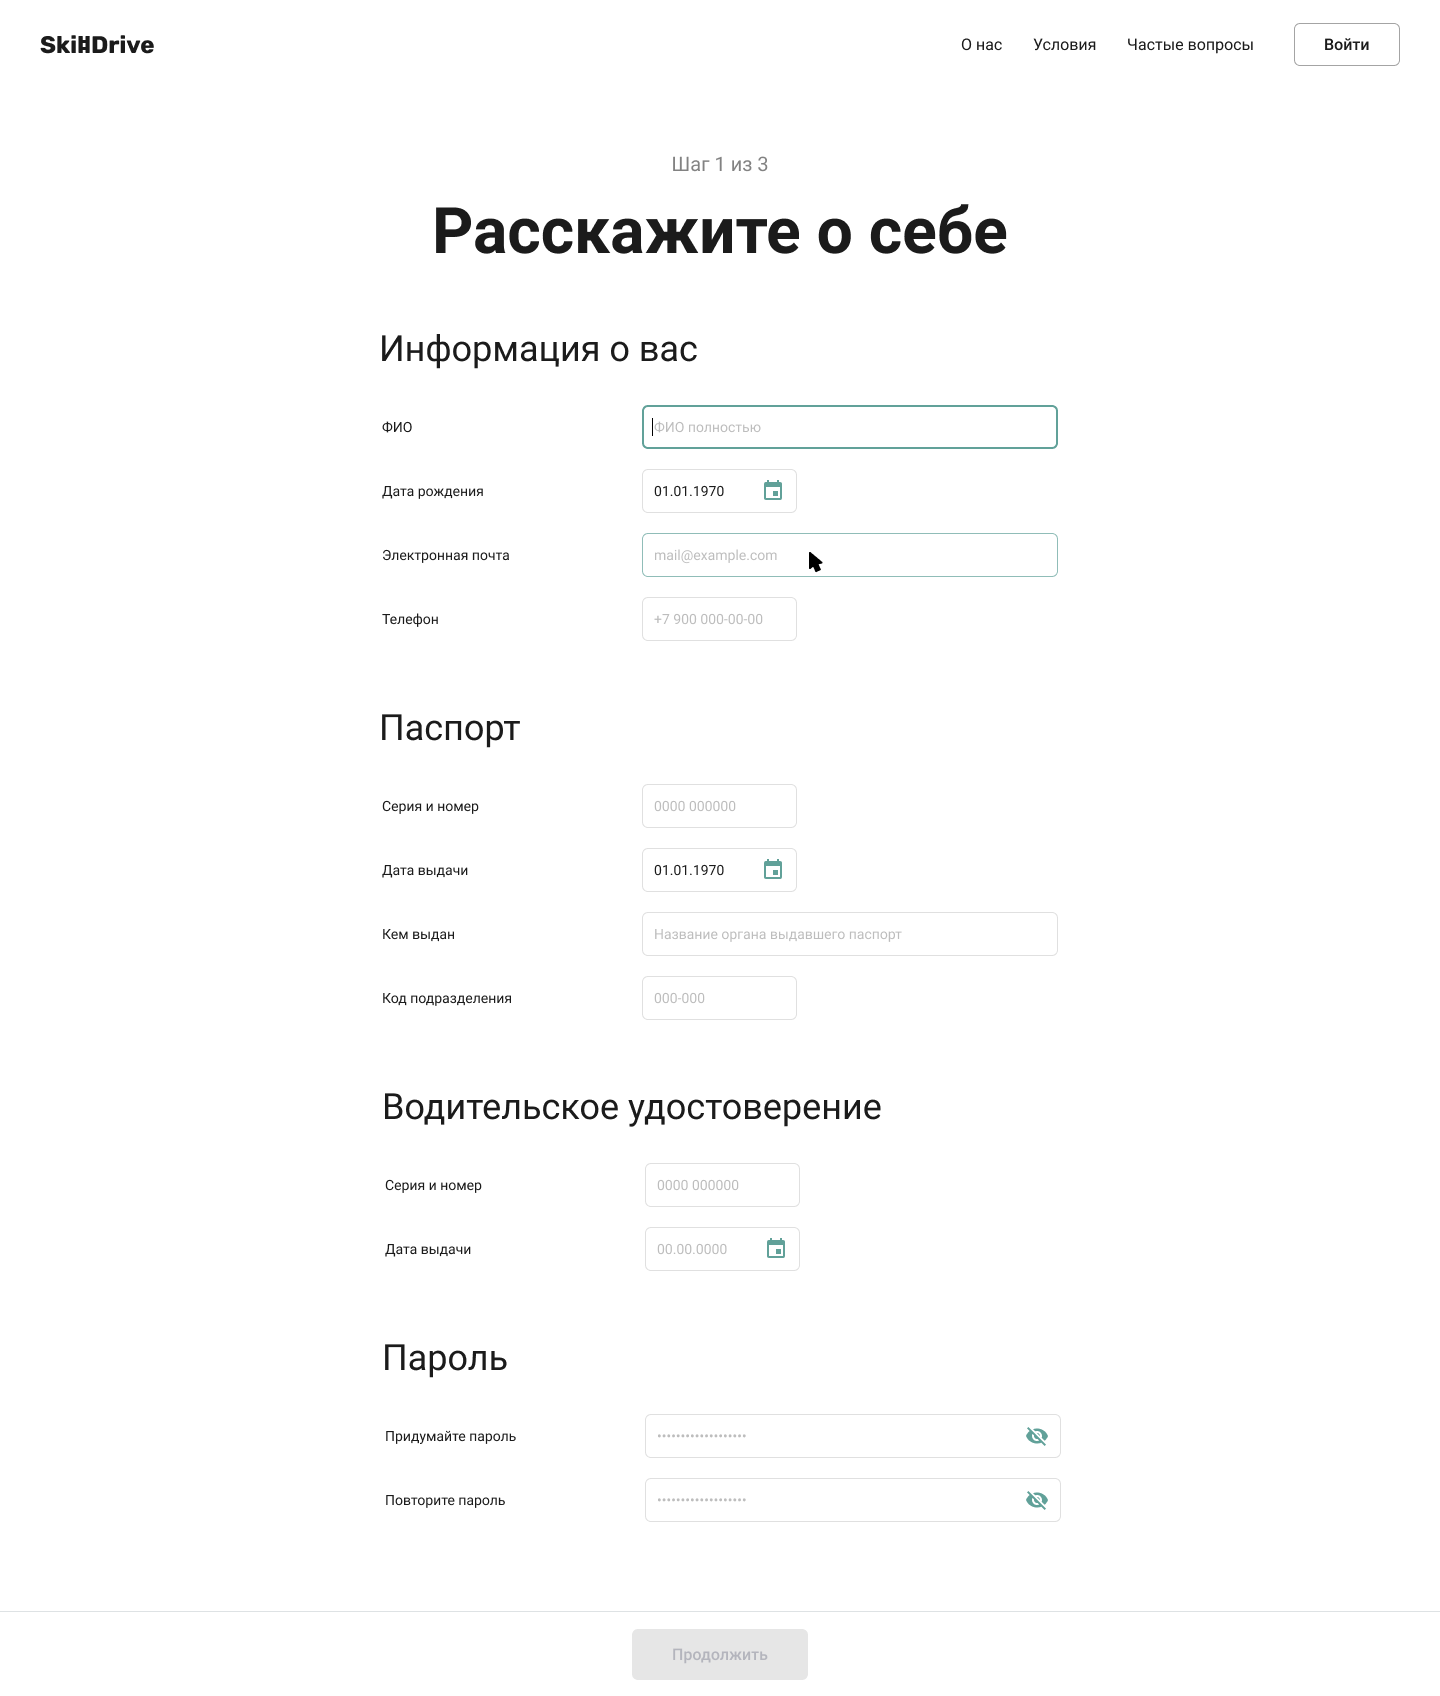 SkillDrive
О нас
Условия
Частые вопросы
Войти
Шаг 1 из 3
Расскажите о себе
Информация о вас
ФИО
ФИО полностью
Дата рождения
01.01.1970
Электронная почта
mail@example.com
Телефон
+7 900 000-00-00
Паспорт
Серия и номер
0000 000000
Дата выдачи
01.01.1970
Кем выдан
Название органа выдавшего паспорт
Код подразделения
000-000
Водительское удостоверение
Серия и номер
0000 000000
Дата выдачи
00.00.0000
Пароль
Придумайте пароль
•••••••••••••••••••
Повторите пароль
•••••••••••••••••••
Продолжить